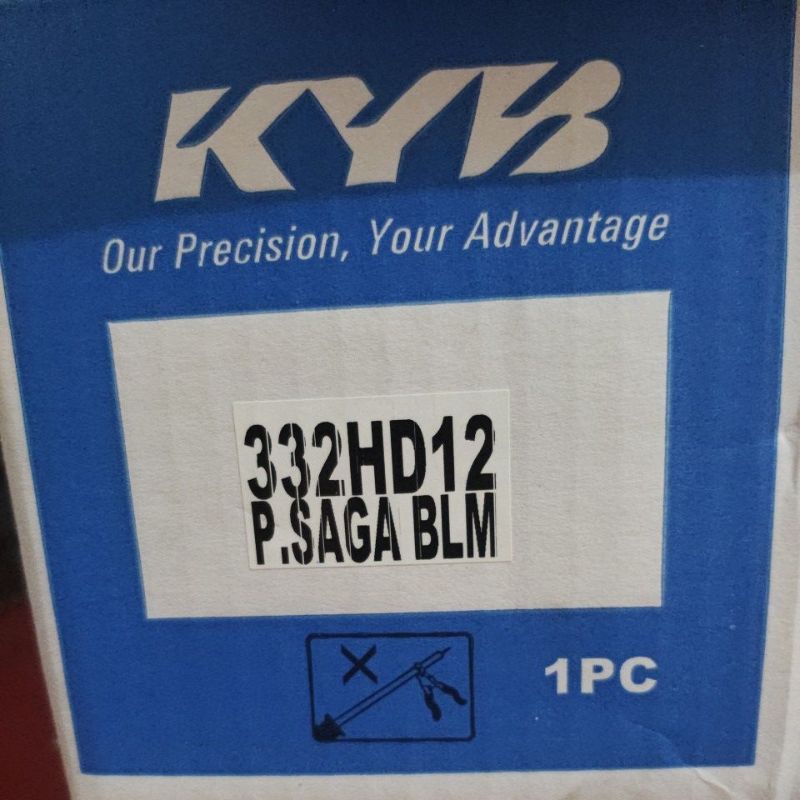 KYB
Our Precision, Your Advantage
332HD12
P.SAGA BLM
1PC